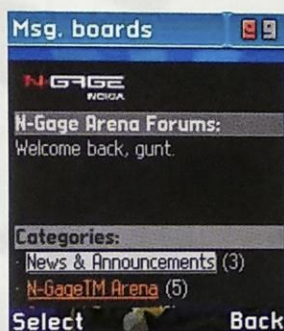 Msg. boards
N-GAGE
NOKIA
N-Gage Arena Forums:
Welcome back, gunt.
Categories:
· News & Announcements (3)
· N-GageTM Arena (5)
Select Back